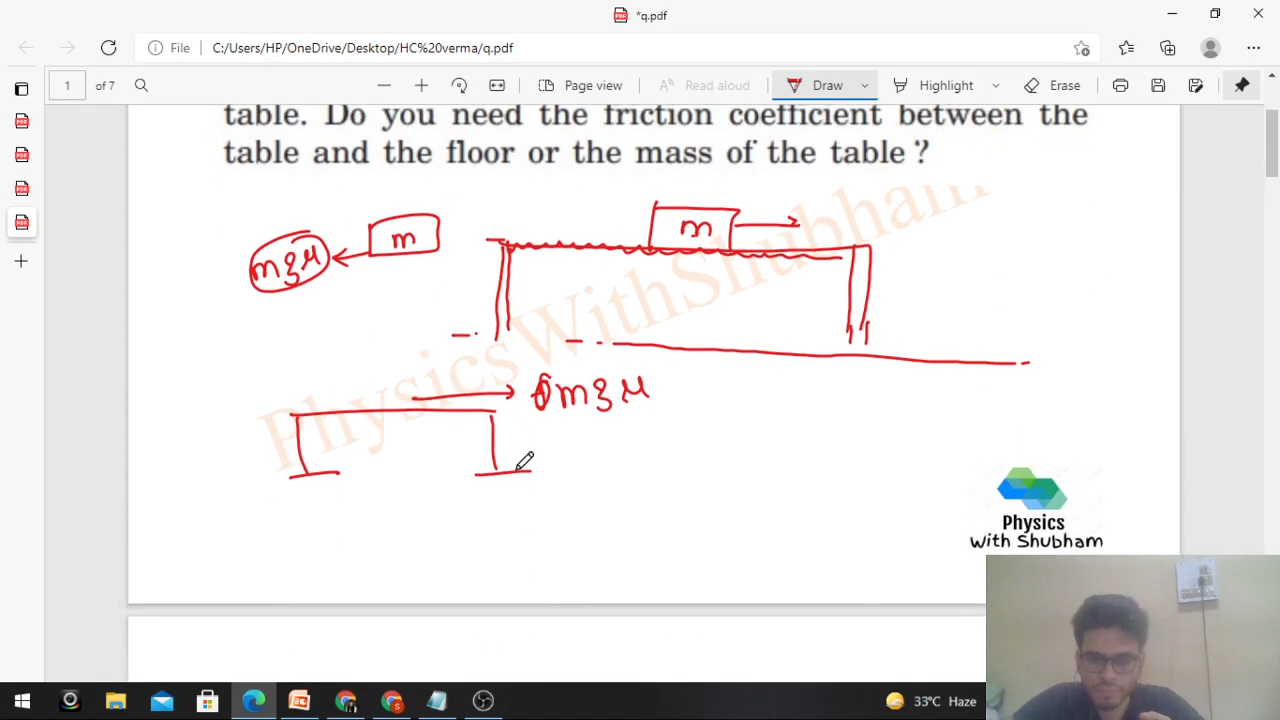 *q.pdf
File C:/Users/HP/OneDrive/Desktop/HC%20verma/q.pdf
1 of 7 Page view Read aloud Draw Highlight Erase
table. Do you need the friction coefficient between the
table and the floor or the mass of the table ?
m m
mgμ
mgμ
PhysicsWithShubham
Physics
With Shubham
33°C Haze